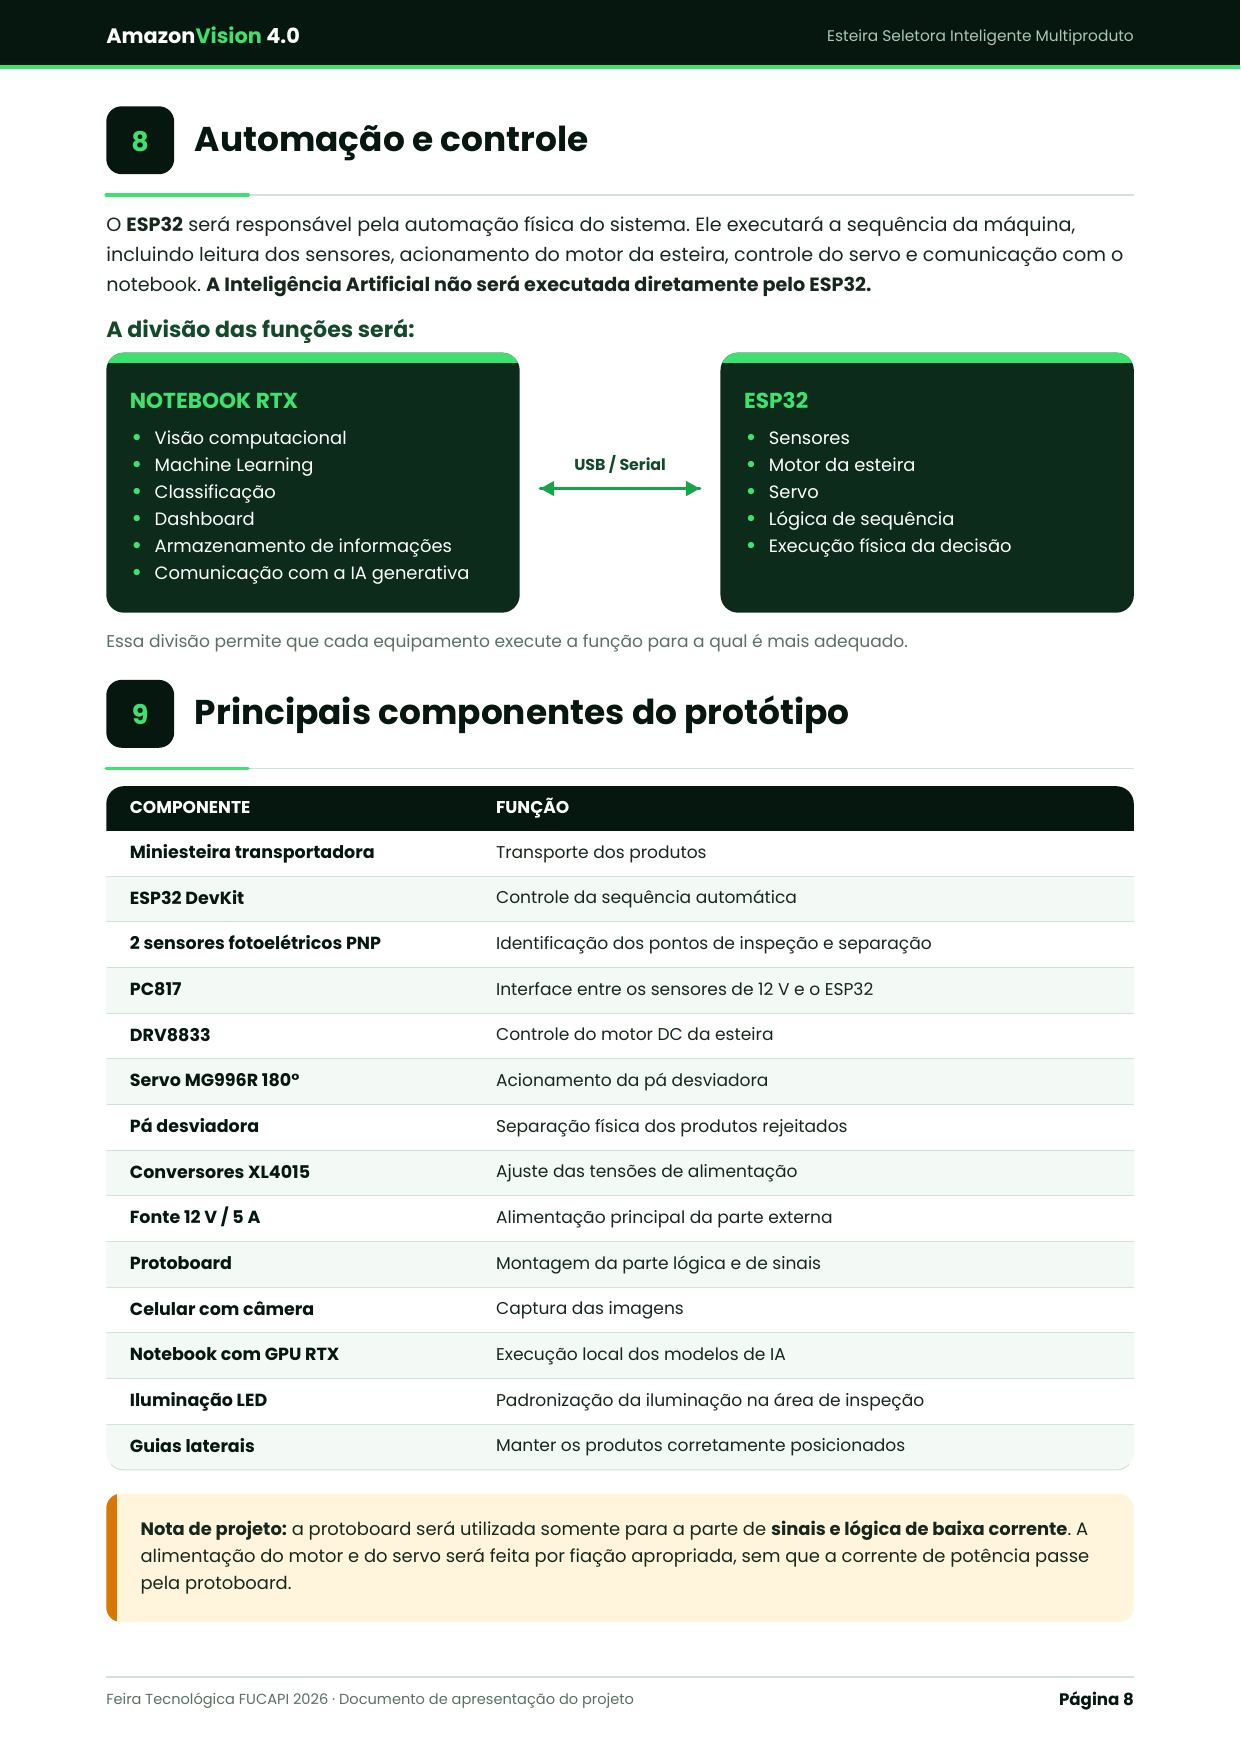 AmazonVision 4.0
Esteira Seletora Inteligente Multiproduto
8
Automação e controle
O ESP32 será responsável pela automação física do sistema. Ele executará a sequência da máquina,
incluindo leitura dos sensores, acionamento do motor da esteira, controle do servo e comunicação com o
notebook. A Inteligência Artificial não será executada diretamente pelo ESP32.
A divisão das funções será:
NOTEBOOK RTX
• Visão computacional
• Machine Learning
• Classificação
• Dashboard
• Armazenamento de informações
• Comunicação com a IA generativa
USB / Serial
ESP32
• Sensores
• Motor da esteira
• Servo
• Lógica de sequência
• Execução física da decisão
Essa divisão permite que cada equipamento execute a função para a qual é mais adequado.
9
Principais componentes do protótipo
COMPONENTE FUNÇÃO
Miniesteira transportadora Transporte dos produtos
ESP32 DevKit Controle da sequência automática
2 sensores fotoelétricos PNP Identificação dos pontos de inspeção e separação
PC817 Interface entre os sensores de 12 V e o ESP32
DRV8833 Controle do motor DC da esteira
Servo MG996R 180° Acionamento da pá desviadora
Pá desviadora Separação física dos produtos rejeitados
Conversores XL4015 Ajuste das tensões de alimentação
Fonte 12 V / 5 A Alimentação principal da parte externa
Protoboard Montagem da parte lógica e de sinais
Celular com câmera Captura das imagens
Notebook com GPU RTX Execução local dos modelos de IA
Iluminação LED Padronização da iluminação na área de inspeção
Guias laterais Manter os produtos corretamente posicionados
Nota de projeto: a protoboard será utilizada somente para a parte de sinais e lógica de baixa corrente. A
alimentação do motor e do servo será feita por fiação apropriada, sem que a corrente de potência passe
pela protoboard.
Feira Tecnológica FUCAPI 2026 · Documento de apresentação do projeto
Página 8